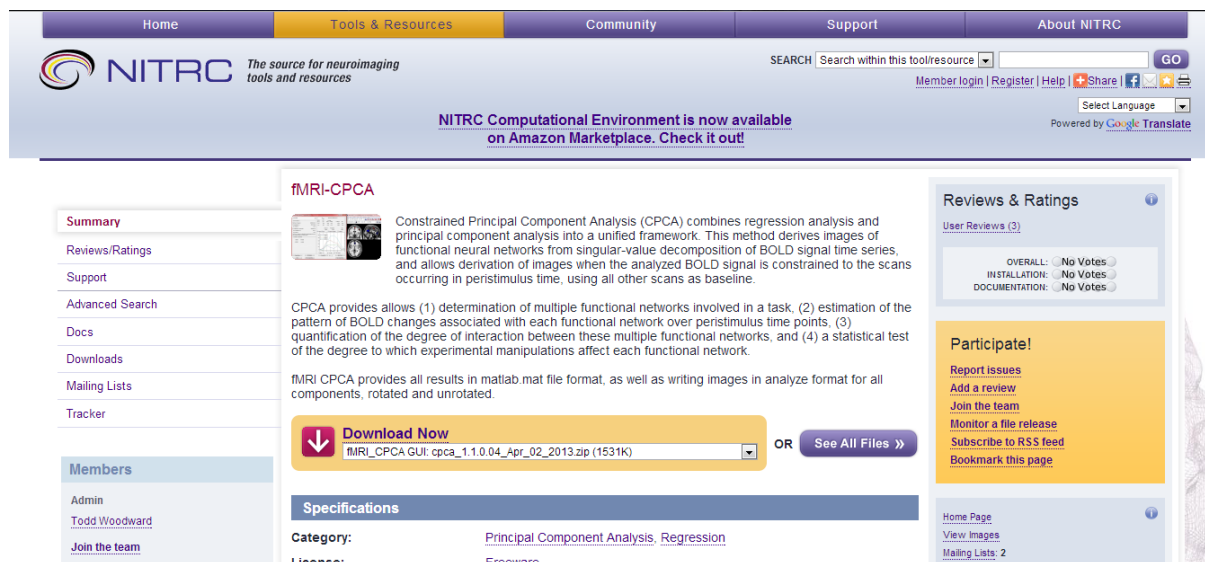 Home
Tools & Resources
Community
Support
About NITRC
NITRC
The source for neuroimaging
tools and resources
SEARCH Search within this tool/resource GO
Member login | Register | Help | Share |
Select Language
Powered by Google Translate
NITRC Computational Environment is now available
on Amazon Marketplace. Check it out!
Summary
Reviews/Ratings
Support
Advanced Search
Docs
Downloads
Mailing Lists
Tracker
Members
Admin
Todd Woodward
Join the team
fMRI-CPCA
Constrained Principal Component Analysis (CPCA) combines regression analysis and
principal component analysis into a unified framework. This method derives images of
functional neural networks from singular-value decomposition of BOLD signal time series,
and allows derivation of images when the analyzed BOLD signal is constrained to the scans
occurring in peristimulus time, using all other scans as baseline.
CPCA provides allows (1) determination of multiple functional networks involved in a task, (2) estimation of the
pattern of BOLD changes associated with each functional network over peristimulus time points, (3)
quantification of the degree of interaction between these multiple functional networks, and (4) a statistical test
of the degree to which experimental manipulations affect each functional network.
fMRI CPCA provides all results in matlab.mat file format, as well as writing images in analyze format for all
components, rotated and unrotated.
Download Now
fMRI_CPCA GUI: cpca_1.1.0.04_Apr_02_2013.zip (1531K)
OR
See All Files »
Specifications
Category: Principal Component Analysis, Regression
License: Freeware
Reviews & Ratings
User Reviews (3)
OVERALL: No Votes
INSTALLATION: No Votes
DOCUMENTATION: No Votes
Participate!
Report issues
Add a review
Join the team
Monitor a file release
Subscribe to RSS feed
Bookmark this page
Home Page
View Images
Mailing Lists: 2